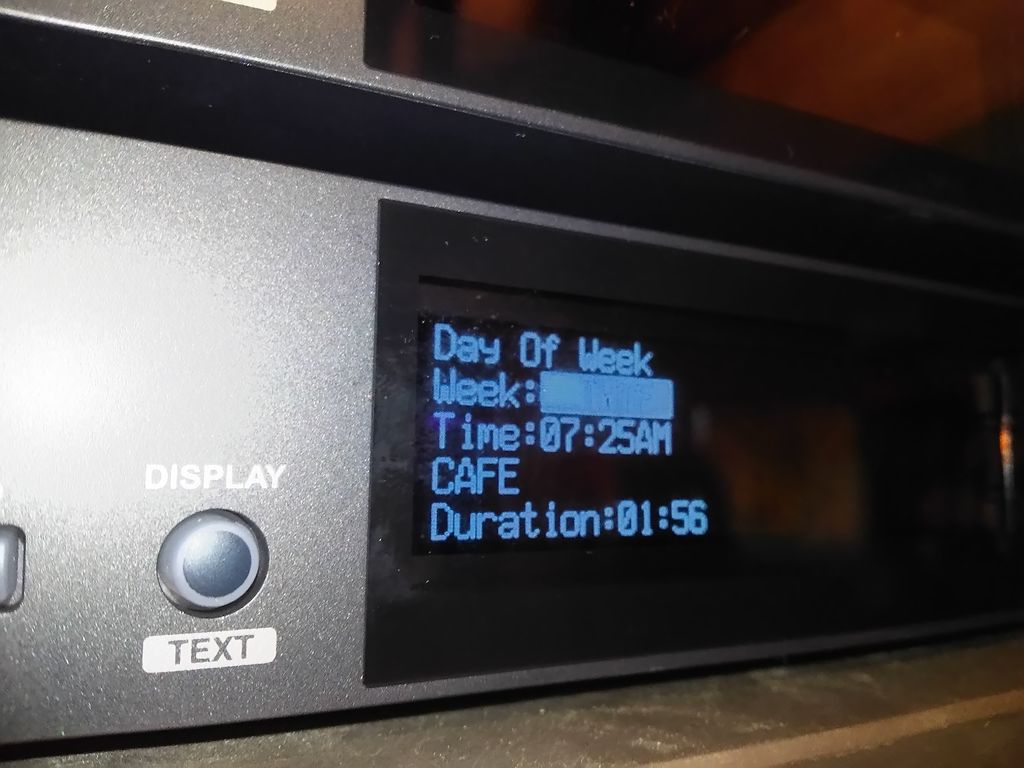 Day Of Week
Week:
Time:07:25AM
CAFE
Duration:01:56
DISPLAY
TEXT